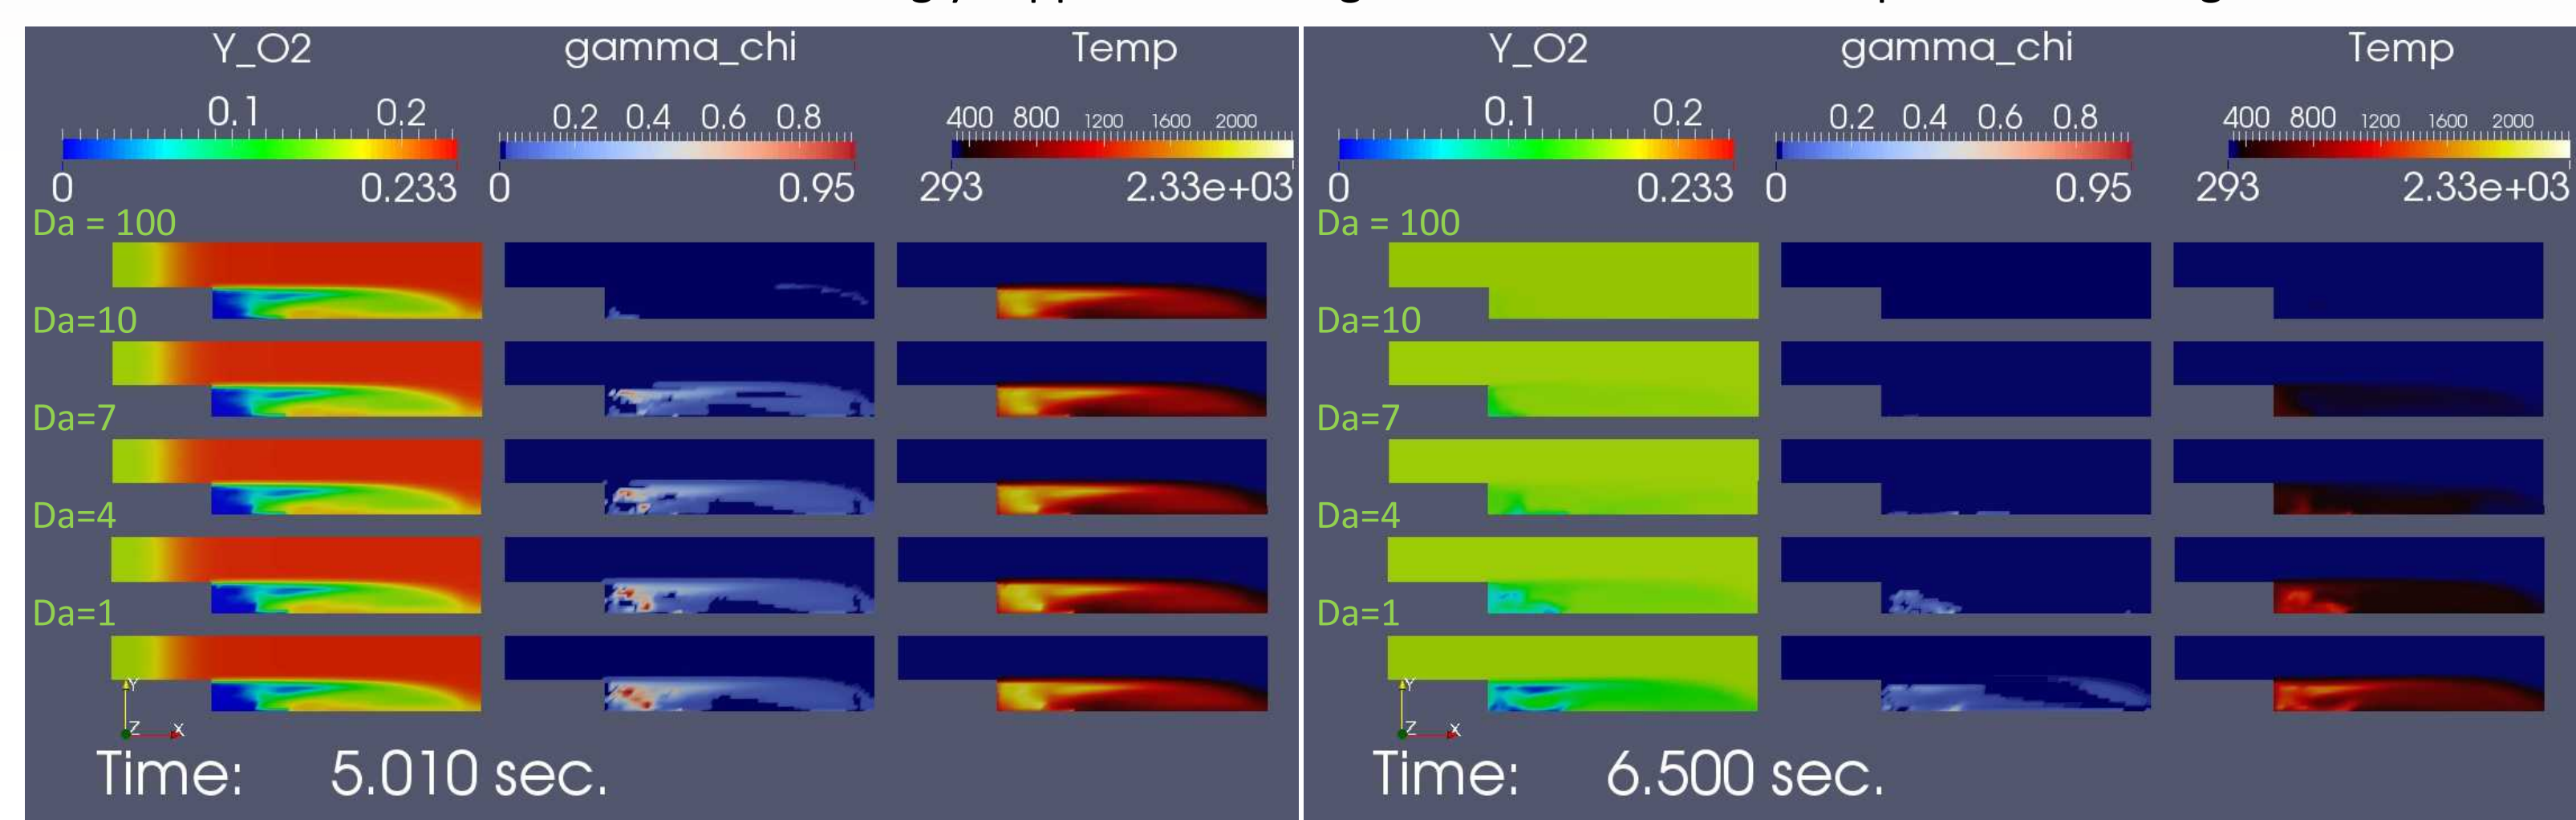 Y_O2 gamma_chi Temp
0.1 0.2 0.2 0.4 0.6 0.8 400 800 1200 1600 2000
0 0.233 0 0.95 293 2.33e+03
Da = 100
Da=10
Da=7
Da=4
Da=1
Y
Z X
Time: 5.010 sec.
Y_O2 gamma_chi Temp
0.1 0.2 0.2 0.4 0.6 0.8 400 800 1200 1600 2000
0 0.233 0 0.95 293 2.33e+03
Da = 100
Da=10
Da=7
Da=4
Da=1
Y
Z X
Time: 6.500 sec.